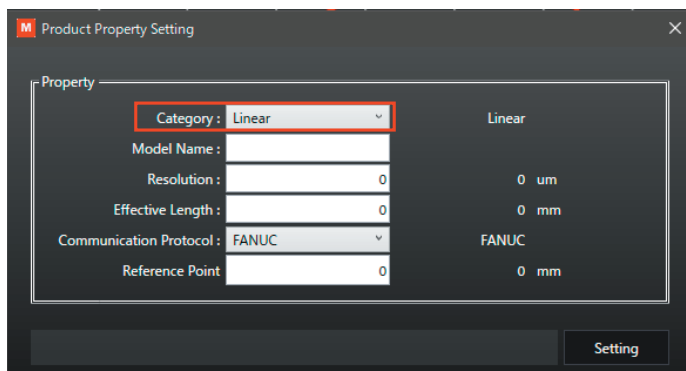 M Product Property Setting
Property
Category : Linear Linear
Model Name :
Resolution : 0 0 um
Effective Length : 0 0 mm
Communication Protocol : FANUC FANUC
Reference Point 0 0 mm
Setting